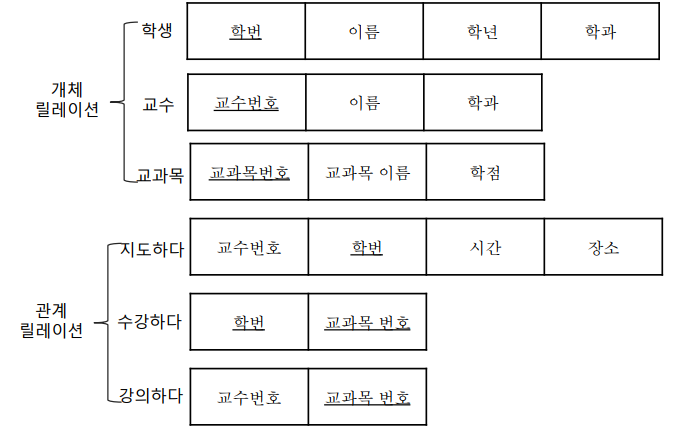 학생 학번 이름 학년 학과
개체
릴레이션
교수 교수번호 이름 학과
교과목 교과목번호 교과목 이름 학점
지도하다 교수번호 학번 시간 장소
관계
릴레이션
수강하다 학번 교과목 번호
강의하다 교수번호 교과목 번호